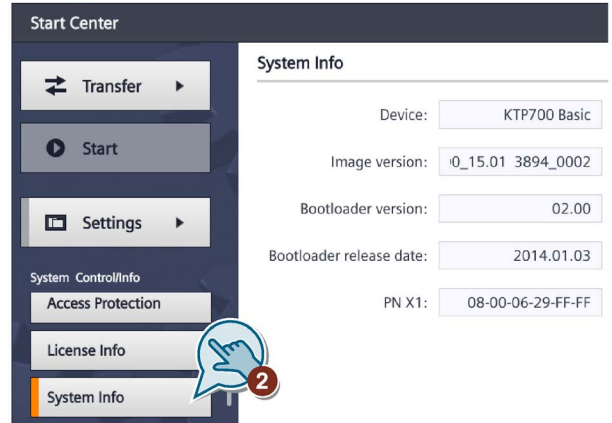 Start Center
Transfer
Start
Settings
System Control/Info
Access Protection
License Info
System Info
2
System Info
Device: KTP700 Basic
Image version: 0_15.01 3894_0002
Bootloader version: 02.00
Bootloader release date: 2014.01.03
PN X1: 08-00-06-29-FF-FF